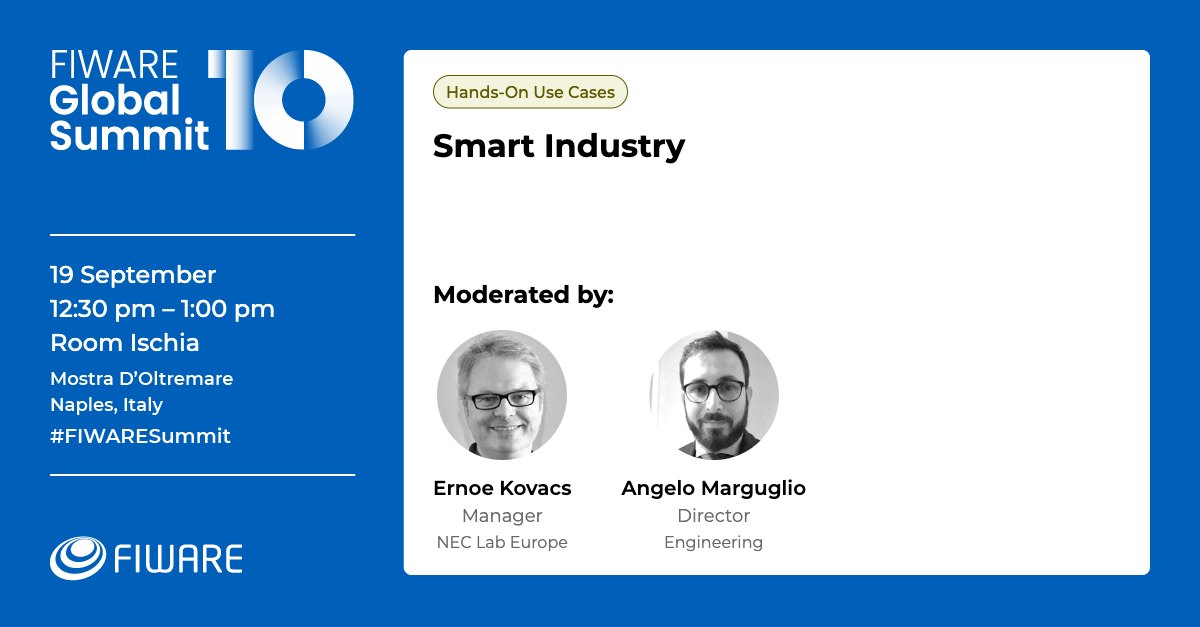 FIWARE
Global
Summit
10
19 September
12:30 pm – 1:00 pm
Room Ischia
Mostra D’Oltremare
Naples, Italy
#FIWARESummit
FIWARE
Hands-On Use Cases
Smart Industry
Moderated by:
Ernoe Kovacs
Manager
NEC Lab Europe
Angelo Marguglio
Director
Engineering